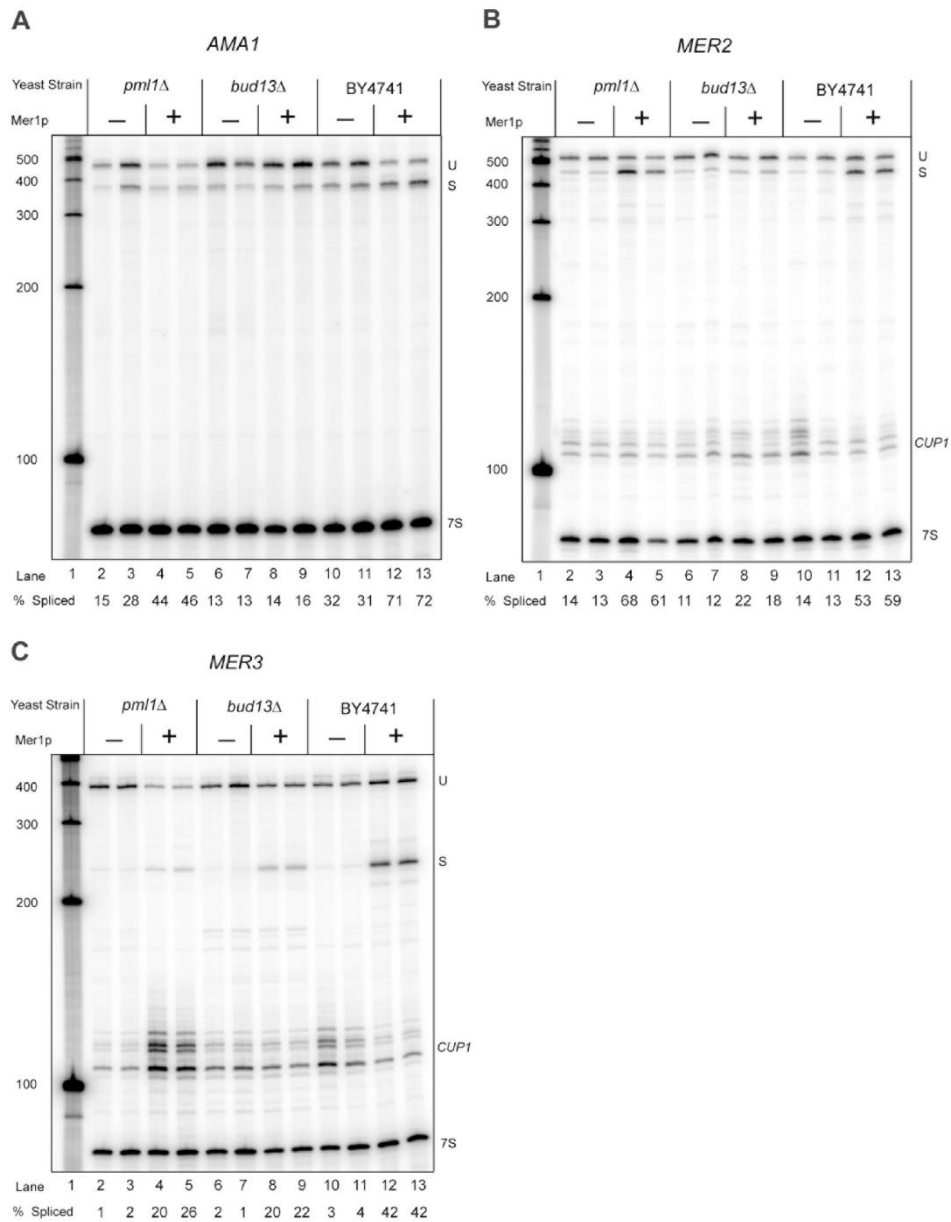 A
AMA1
Yeast Strain pml1Δ bud13Δ BY4741
Mer1p — + — + — +
500
400
300
200
100
U
S
7S
Lane 1 2 3 4 5 6 7 8 9 10 11 12 13
% Spliced 15 28 44 46 13 13 14 16 32 31 71 72
B
MER2
Yeast Strain pml1Δ bud13Δ BY4741
Mer1p — + — + — +
500
400
300
200
100
U
S
CUP1
7S
Lane 1 2 3 4 5 6 7 8 9 10 11 12 13
% Spliced 14 13 68 61 11 12 22 18 14 13 53 59
C
MER3
Yeast Strain pml1Δ bud13Δ BY4741
Mer1p — + — + — +
400
300
200
100
U
S
CUP1
7S
Lane 1 2 3 4 5 6 7 8 9 10 11 12 13
% Spliced 1 2 20 26 2 1 20 22 3 4 42 42